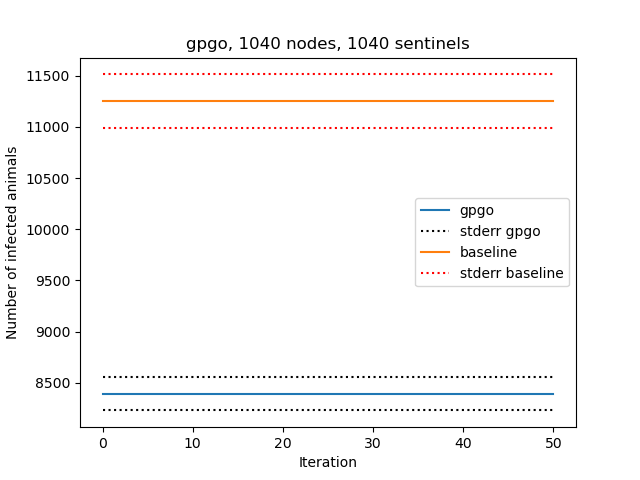 gpgo, 1040 nodes, 1040 sentinels
Number of infected animals
11500
11000
10500
10000
9500
9000
8500
gpgo
stderr gpgo
baseline
stderr baseline
0 10 20 30 40 50
Iteration